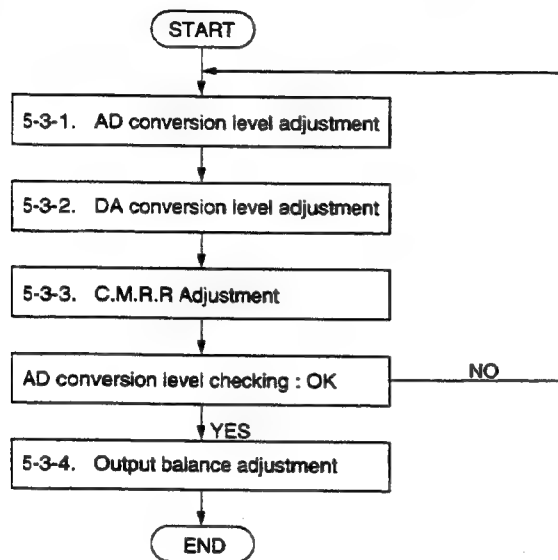 START
5-3-1. AD conversion level adjustment
5-3-2. DA conversion level adjustment
5-3-3. C.M.R.R Adjustment
AD conversion level checking : OK
NO
YES
5-3-4. Output balance adjustment
END